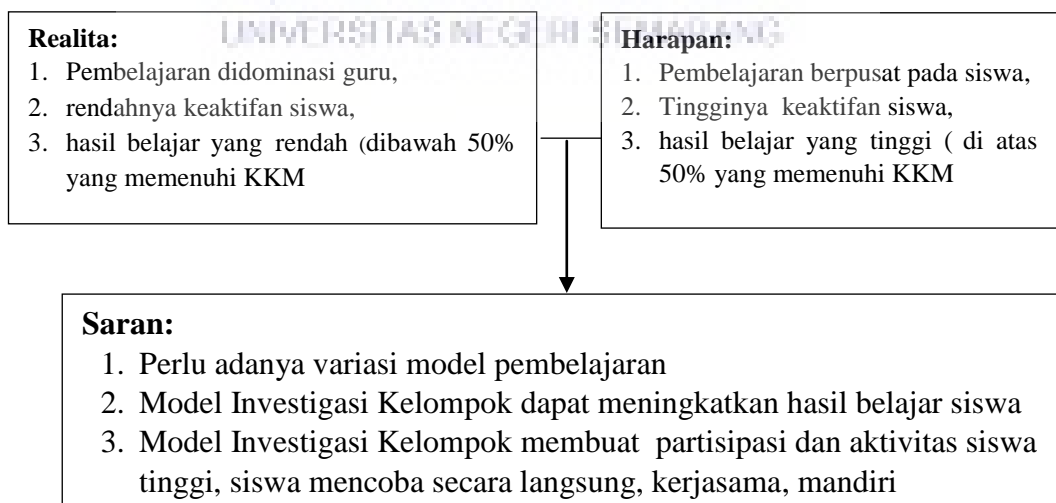 UNIVERSITAS NEGERI SEMARANG
Realita:
1. Pembelajaran didominasi guru,
2. rendahnya keaktifan siswa,
3. hasil belajar yang rendah (dibawah 50%
yang memenuhi KKM
Harapan:
1. Pembelajaran berpusat pada siswa,
2. Tingginya keaktifan siswa,
3. hasil belajar yang tinggi ( di atas
50% yang memenuhi KKM
Saran:
1. Perlu adanya variasi model pembelajaran
2. Model Investigasi Kelompok dapat meningkatkan hasil belajar siswa
3. Model Investigasi Kelompok membuat partisipasi dan aktivitas siswa
tinggi, siswa mencoba secara langsung, kerjasama, mandiri